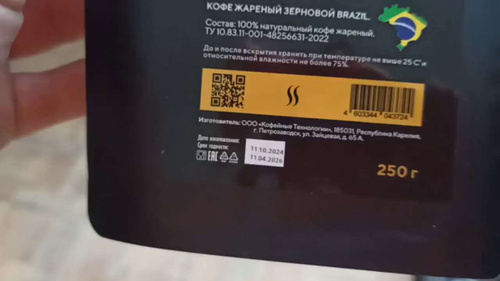 КОФЕ ЖАРЕНЫЙ ЗЕРНОВОЙ BRAZIL.
Состав: 100% натуральный кофе жареный.
ТУ 10.83.11-001-48256631-2022
До и после вскрытия хранить при температуре не выше 25 C° и
относительной влажности не более 75%.
4 603344 043724
Изготовитель: ООО «Кофейные Технологии», 185031, Республика Карелия,
г. Петрозаводск, ул. Зайцевая, д. 65 А.
Дата изготовления:
Срок годности:
11.10.2024
11.04.2026
250 г